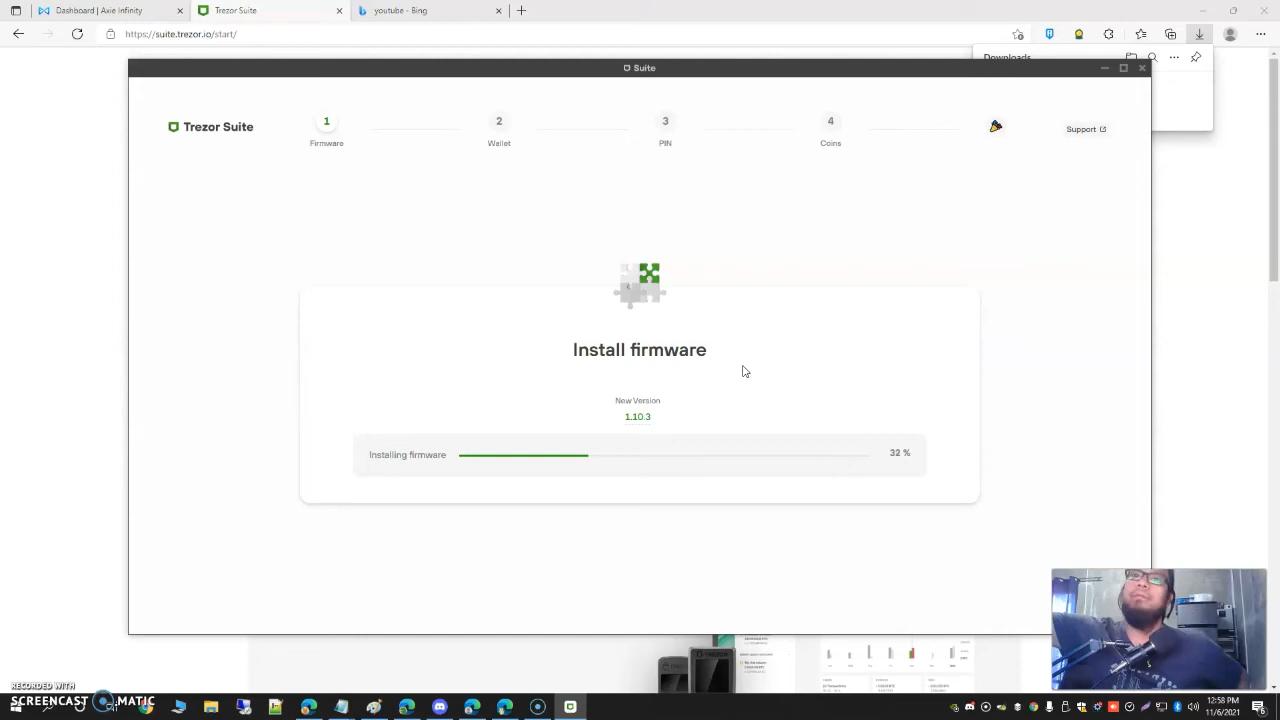 Dashboard | Axie Infinity
Trezor Suite
youtube - Bing
https://suite.trezor.io/start/
Downloads
Suite
Trezor Suite
1
2
3
4
Support
Firmware
Wallet
PIN
Coins
Install firmware
New Version
1.10.3
Installing firmware
32 %
TREZOR
RECORDED WITH
SCREENCAST MATIC
12:58 PM
11/6/2021